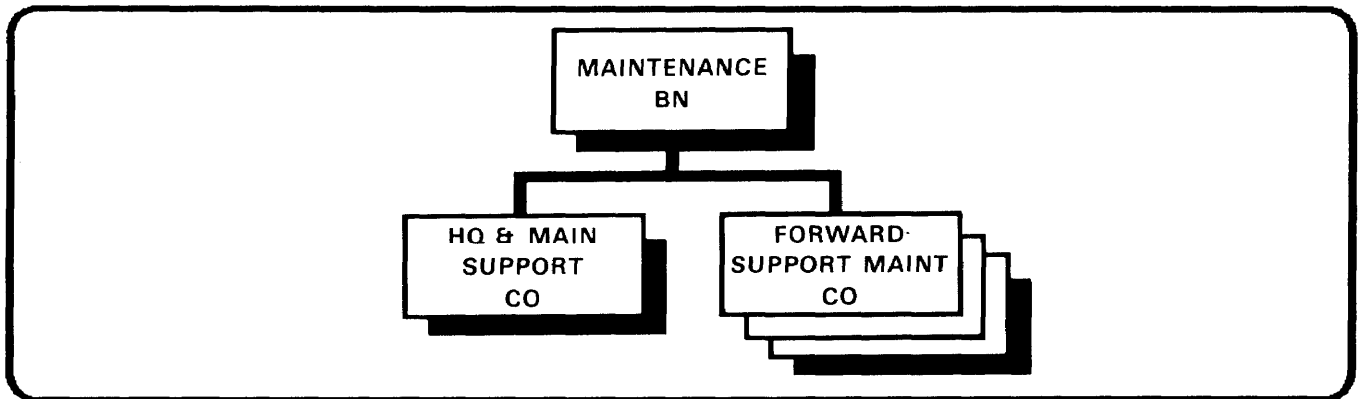 MAINTENANCE
BN
HQ & MAIN
SUPPORT
CO
FORWARD-
SUPPORT MAINT
CO